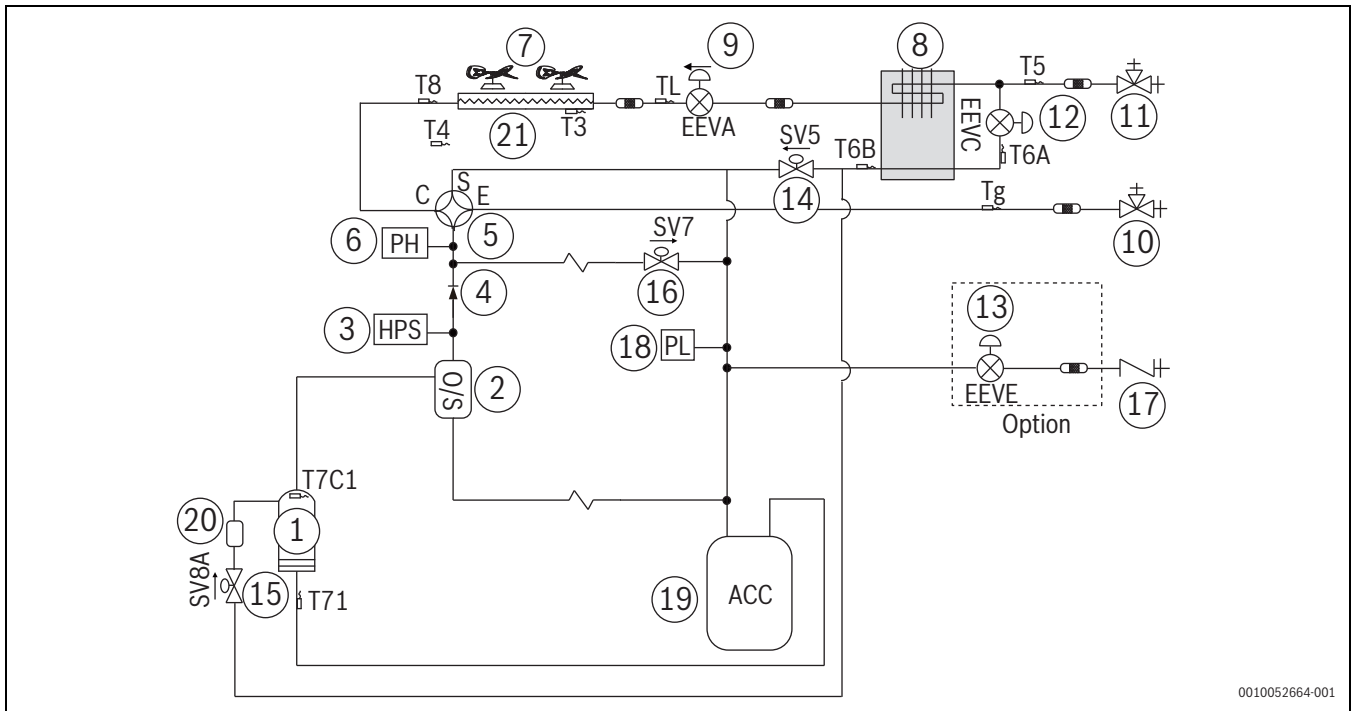 7
9
8
T8
TL
T5
EEVA
EEVC
12
11
T4
21
T3
SV5
T6B
T6A
C
S
E
14
Tg
6
PH
5
SV7
10
4
16
13
3
HPS
18
PL
O/S
2
EEVE
17
Option
T7C1
20
1
SV8A
15
T71
19
ACC
0010052664-001